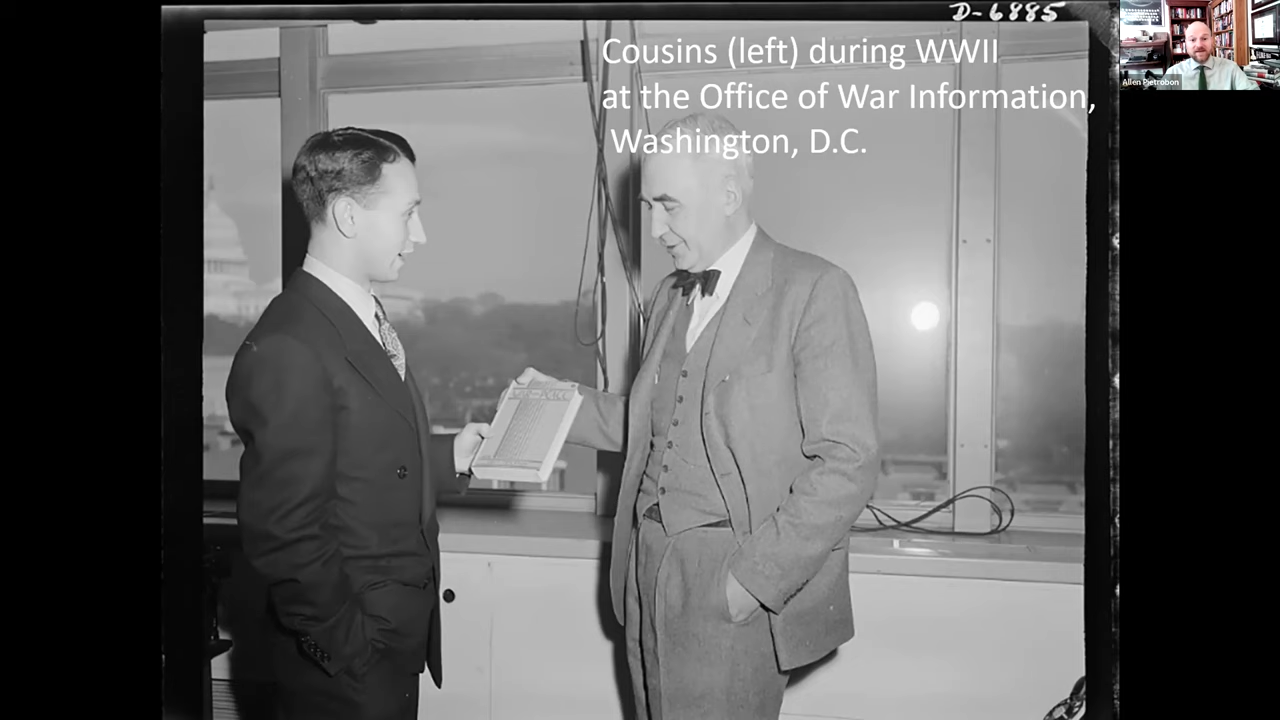 D-6885
Cousins (left) during WWII
at the Office of War Information,
Washington, D.C.
Allen Pietrobon